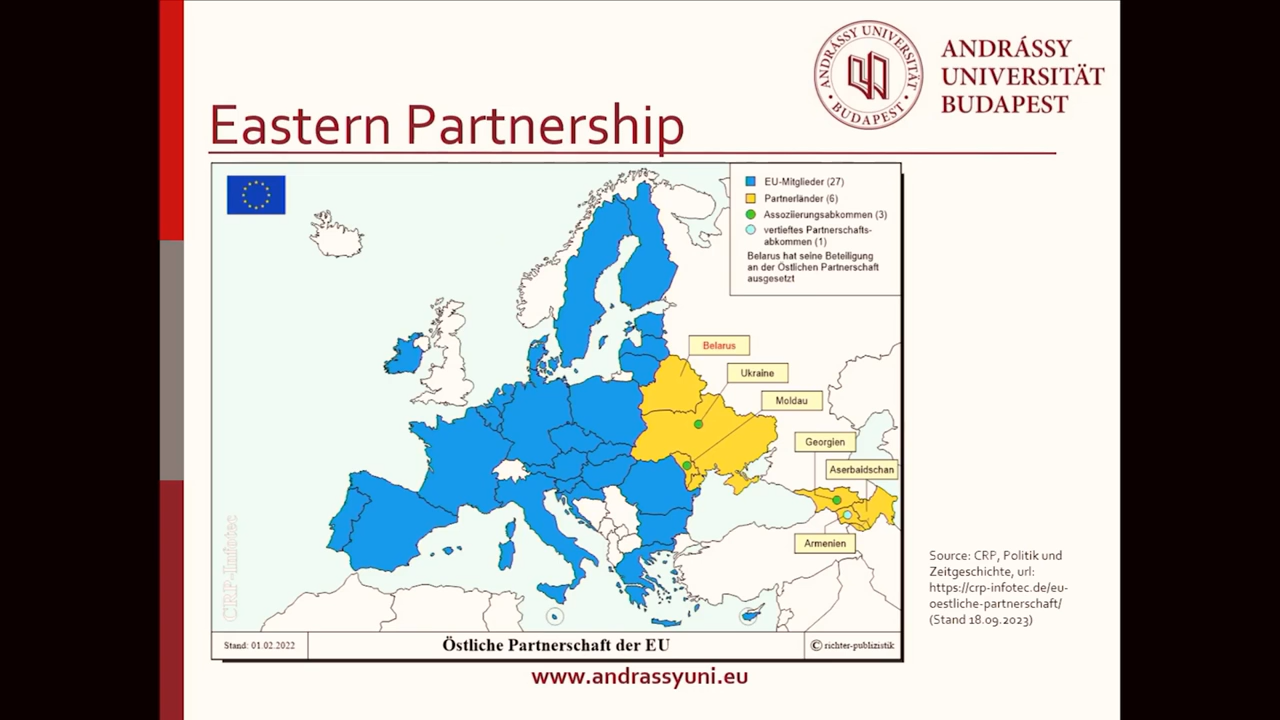 ANDRÁSSY UNIVERSITÄT
• BUDAPEST •
ANDRÁSSY
UNIVERSITÄT
BUDAPEST
Eastern Partnership
EU-Mitglieder (27)
Partnerländer (6)
Assoziierungsabkommen (3)
vertieftes Partnerschafts-
abkommen (1)
Belarus hat seine Beteiligung
an der Östlichen Partnerschaft
ausgesetzt
Belarus
Ukraine
Moldau
Georgien
Aserbaidschan
Armenien
CRP-Infotec
Stand: 01.02.2022
Östliche Partnerschaft der EU
© richter-publizistik
Source: CRP, Politik und
Zeitgeschichte, url:
https://crp-infotec.de/eu-
oestliche-partnerschaft/
(Stand 18.09.2023)
www.andrassyuni.eu